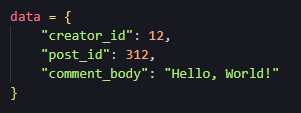 data = {
    "creator_id": 12,
    "post_id": 312,
    "comment_body": "Hello, World!"
}